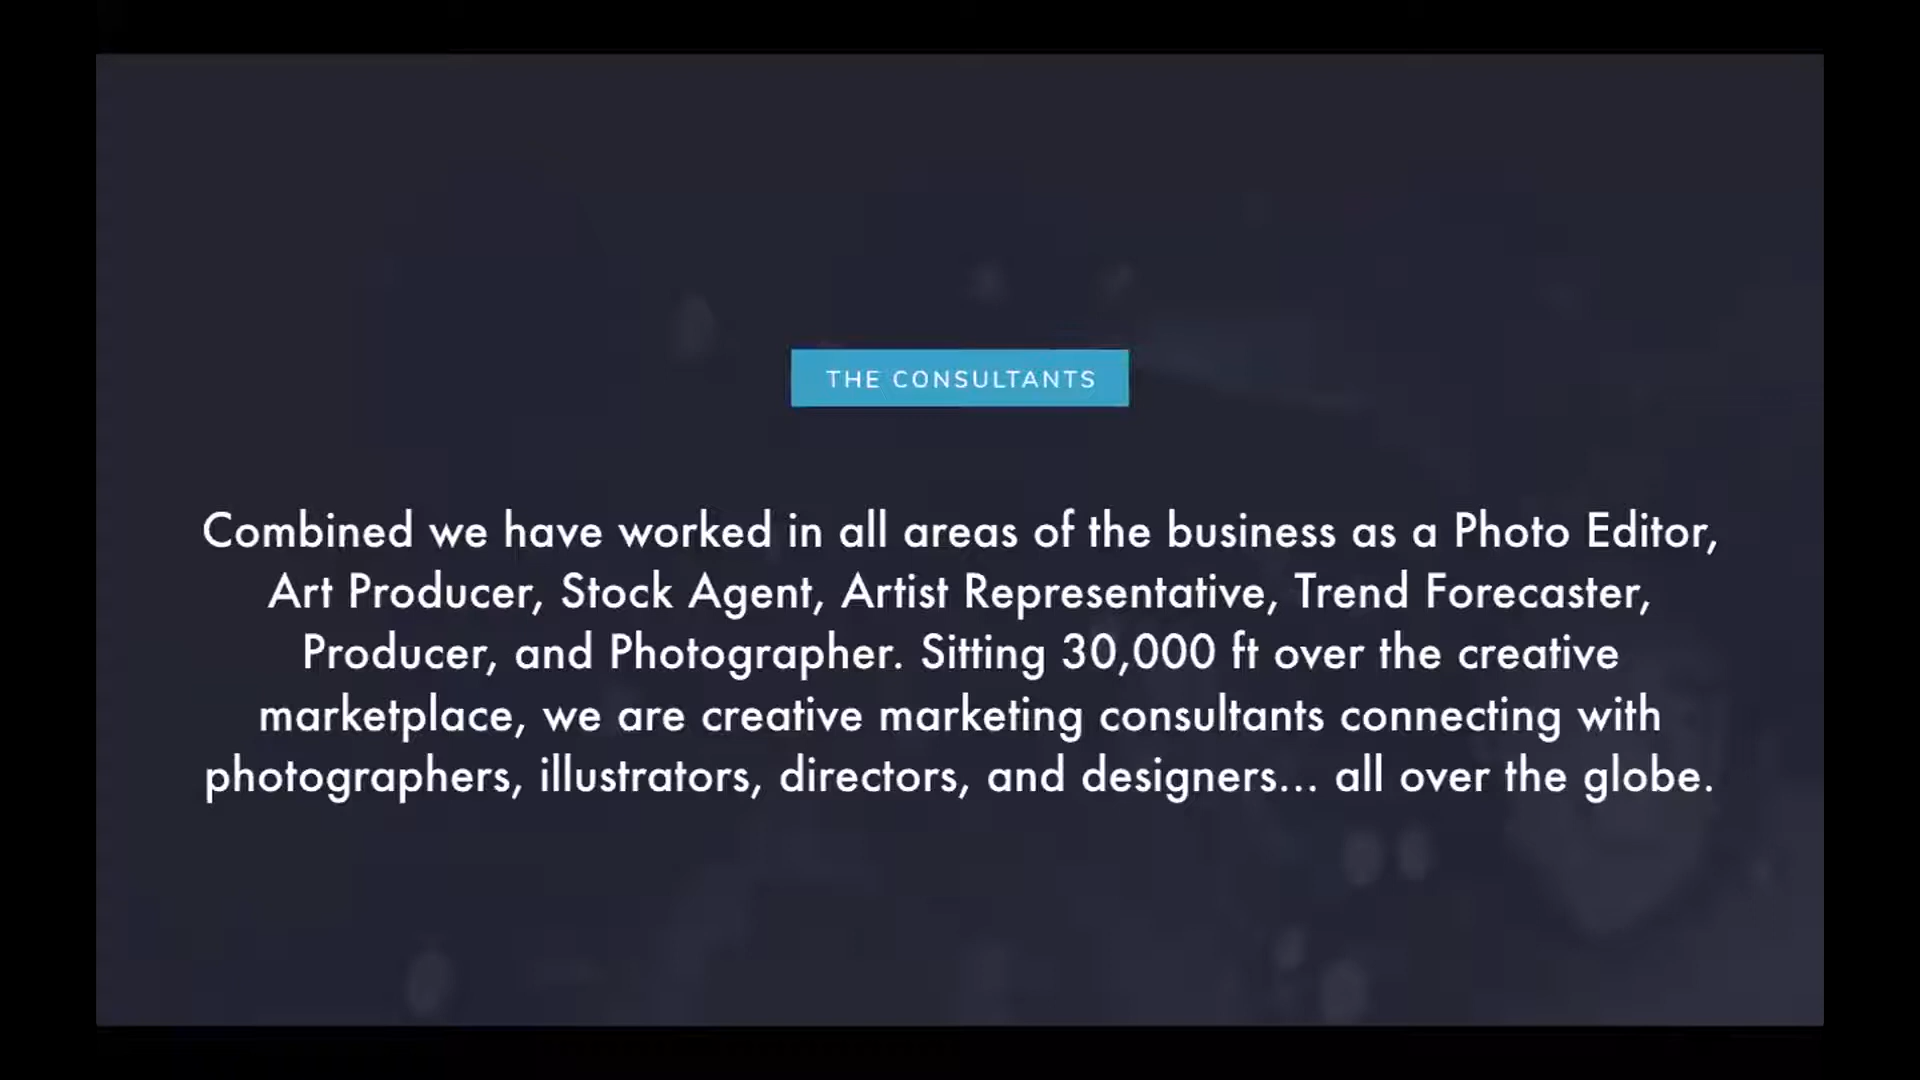 THE CONSULTANTS
Combined we have worked in all areas of the business as a Photo Editor,
Art Producer, Stock Agent, Artist Representative, Trend Forecaster,
Producer, and Photographer. Sitting 30,000 ft over the creative
marketplace, we are creative marketing consultants connecting with
photographers, illustrators, directors, and designers... all over the globe.